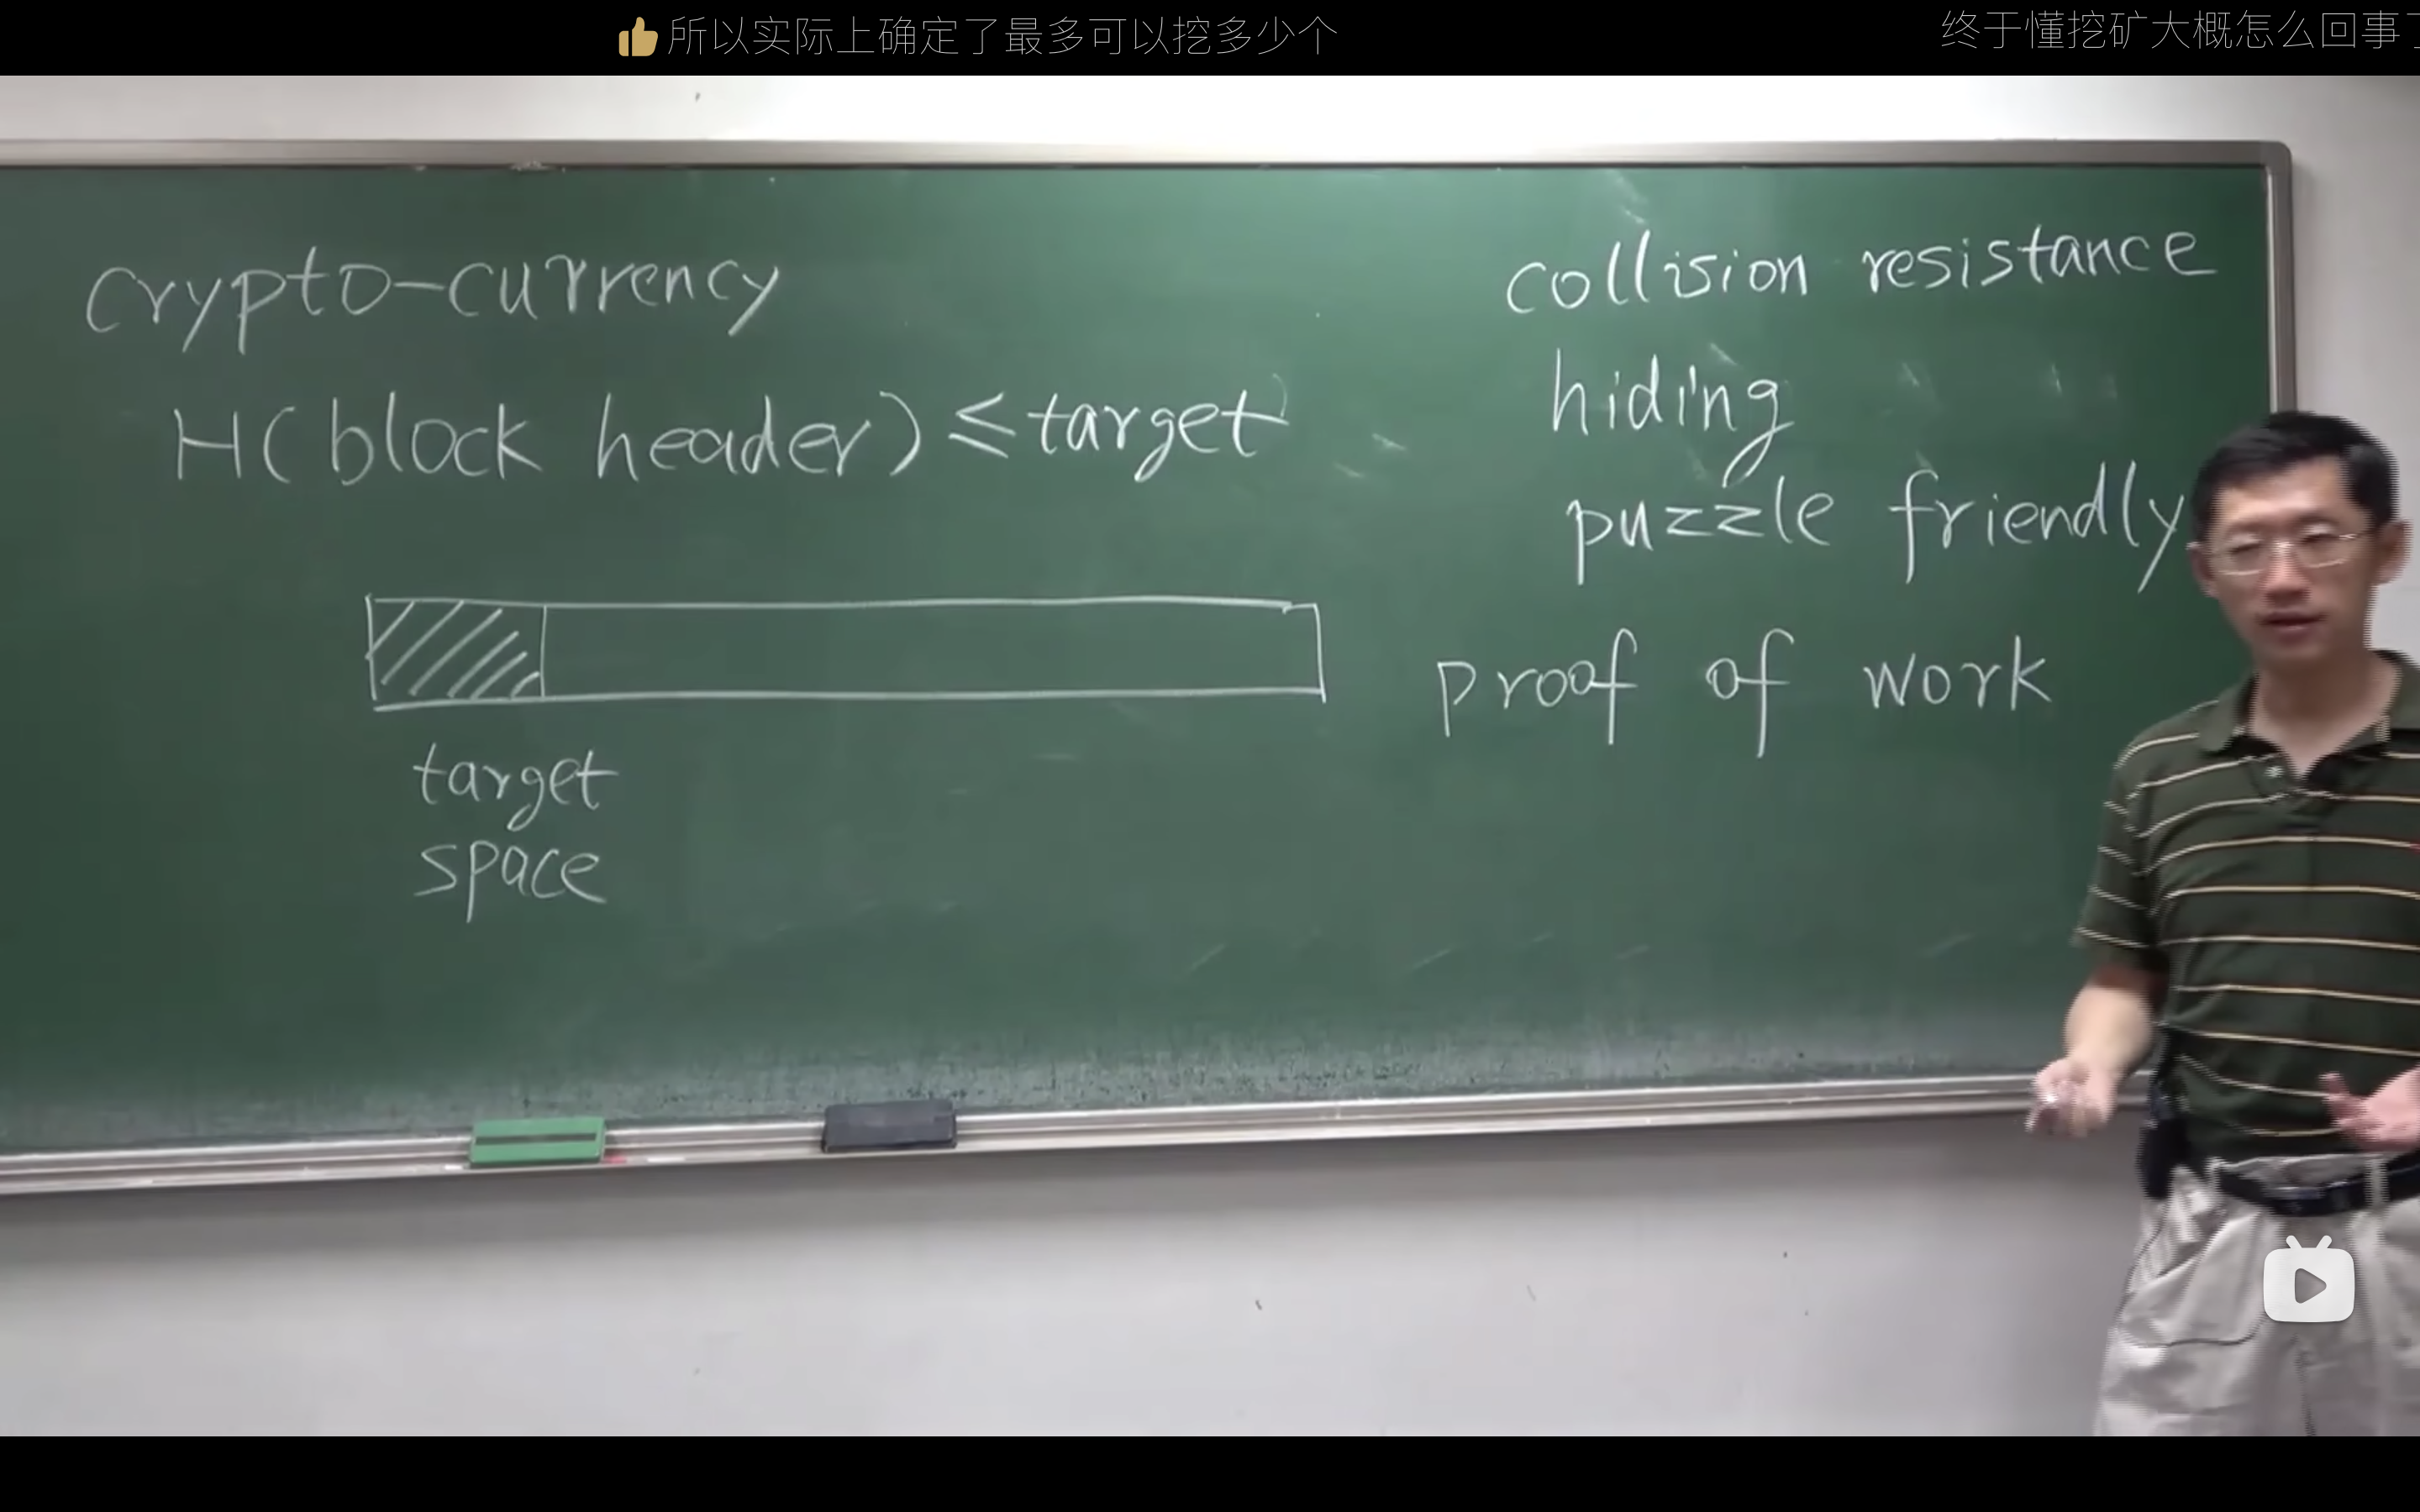 所以实际上确定了最多可以挖多少个
终于懂挖矿大概怎么回事
crypto-currency
H(block header) ≤ target
target
space
collision resistance
hiding
puzzle friendly
proof of work